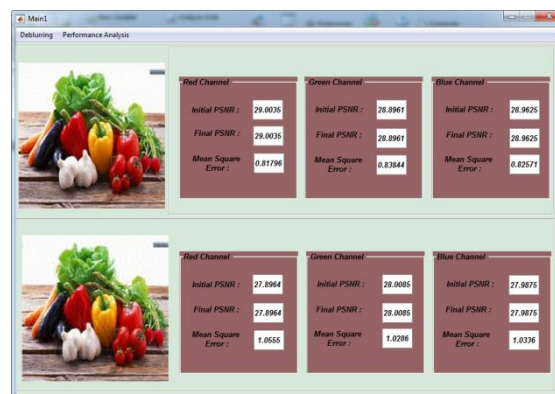 Main1
Deblurring Performance Analysis
Red Channel
Initial PSNR : 29.0035
Final PSNR : 29.0035
Mean Square Error : 0.81796
Green Channel
Initial PSNR : 28.8961
Final PSNR : 28.8961
Mean Square Error : 0.83844
Blue Channel
Initial PSNR : 28.9625
Final PSNR : 28.9625
Mean Square Error : 0.82571
Red Channel
Initial PSNR : 27.8964
Final PSNR : 27.8964
Mean Square Error : 1.0555
Green Channel
Initial PSNR : 28.0085
Final PSNR : 28.0085
Mean Square Error : 1.0286
Blue Channel
Initial PSNR : 27.9875
Final PSNR : 27.9875
Mean Square Error : 1.0336